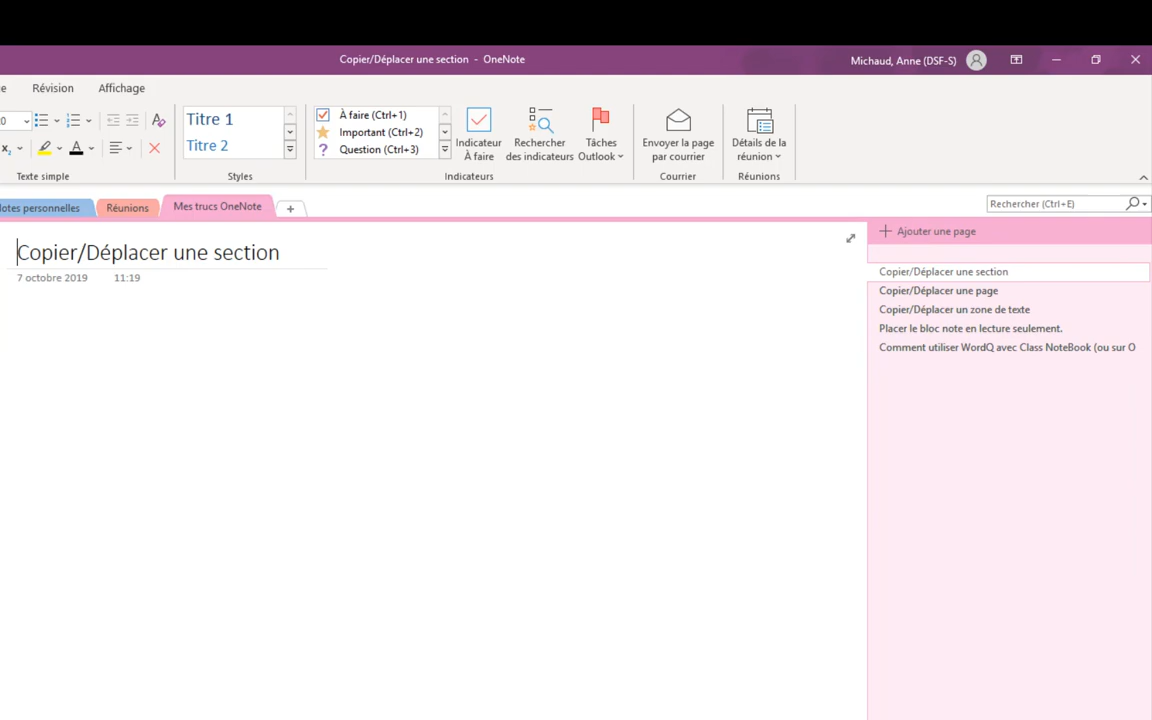 Copier/Déplacer une section - OneNote
Michaud, Anne (DSF-S)
Révision
Affichage
Titre 1
Titre 2
À faire (Ctrl+1)
Important (Ctrl+2)
Question (Ctrl+3)
Indicateur
À faire
Rechercher
des indicateurs
Tâches
Outlook
Envoyer la page
par courrier
Détails de la
réunion
Texte simple
Styles
Indicateurs
Courrier
Réunions
personnelles
Réunions
Mes trucs OneNote
Rechercher (Ctrl+E)
Copier/Déplacer une section
7 octobre 2019
11:19
Ajouter une page
Copier/Déplacer une section
Copier/Déplacer une page
Copier/Déplacer un zone de texte
Placer le bloc note en lecture seulement.
Comment utiliser WordQ avec Class NoteBook (ou sur O